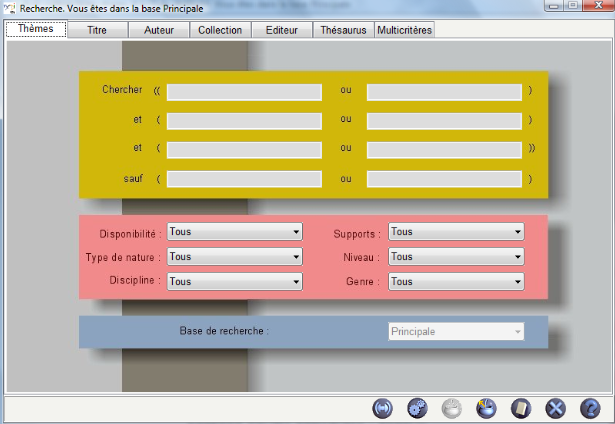 Recherche. Vous êtes dans la base Principale
Thèmes Titre Auteur Collection Editeur Thésaurus Multicritères
Chercher (( ou )
et ( ou )
et ( ou ))
sauf ( ou )
Disponibilité : Tous Supports : Tous
Type de nature : Tous Niveau : Tous
Discipline : Tous Genre : Tous
Base de recherche : Principale
?